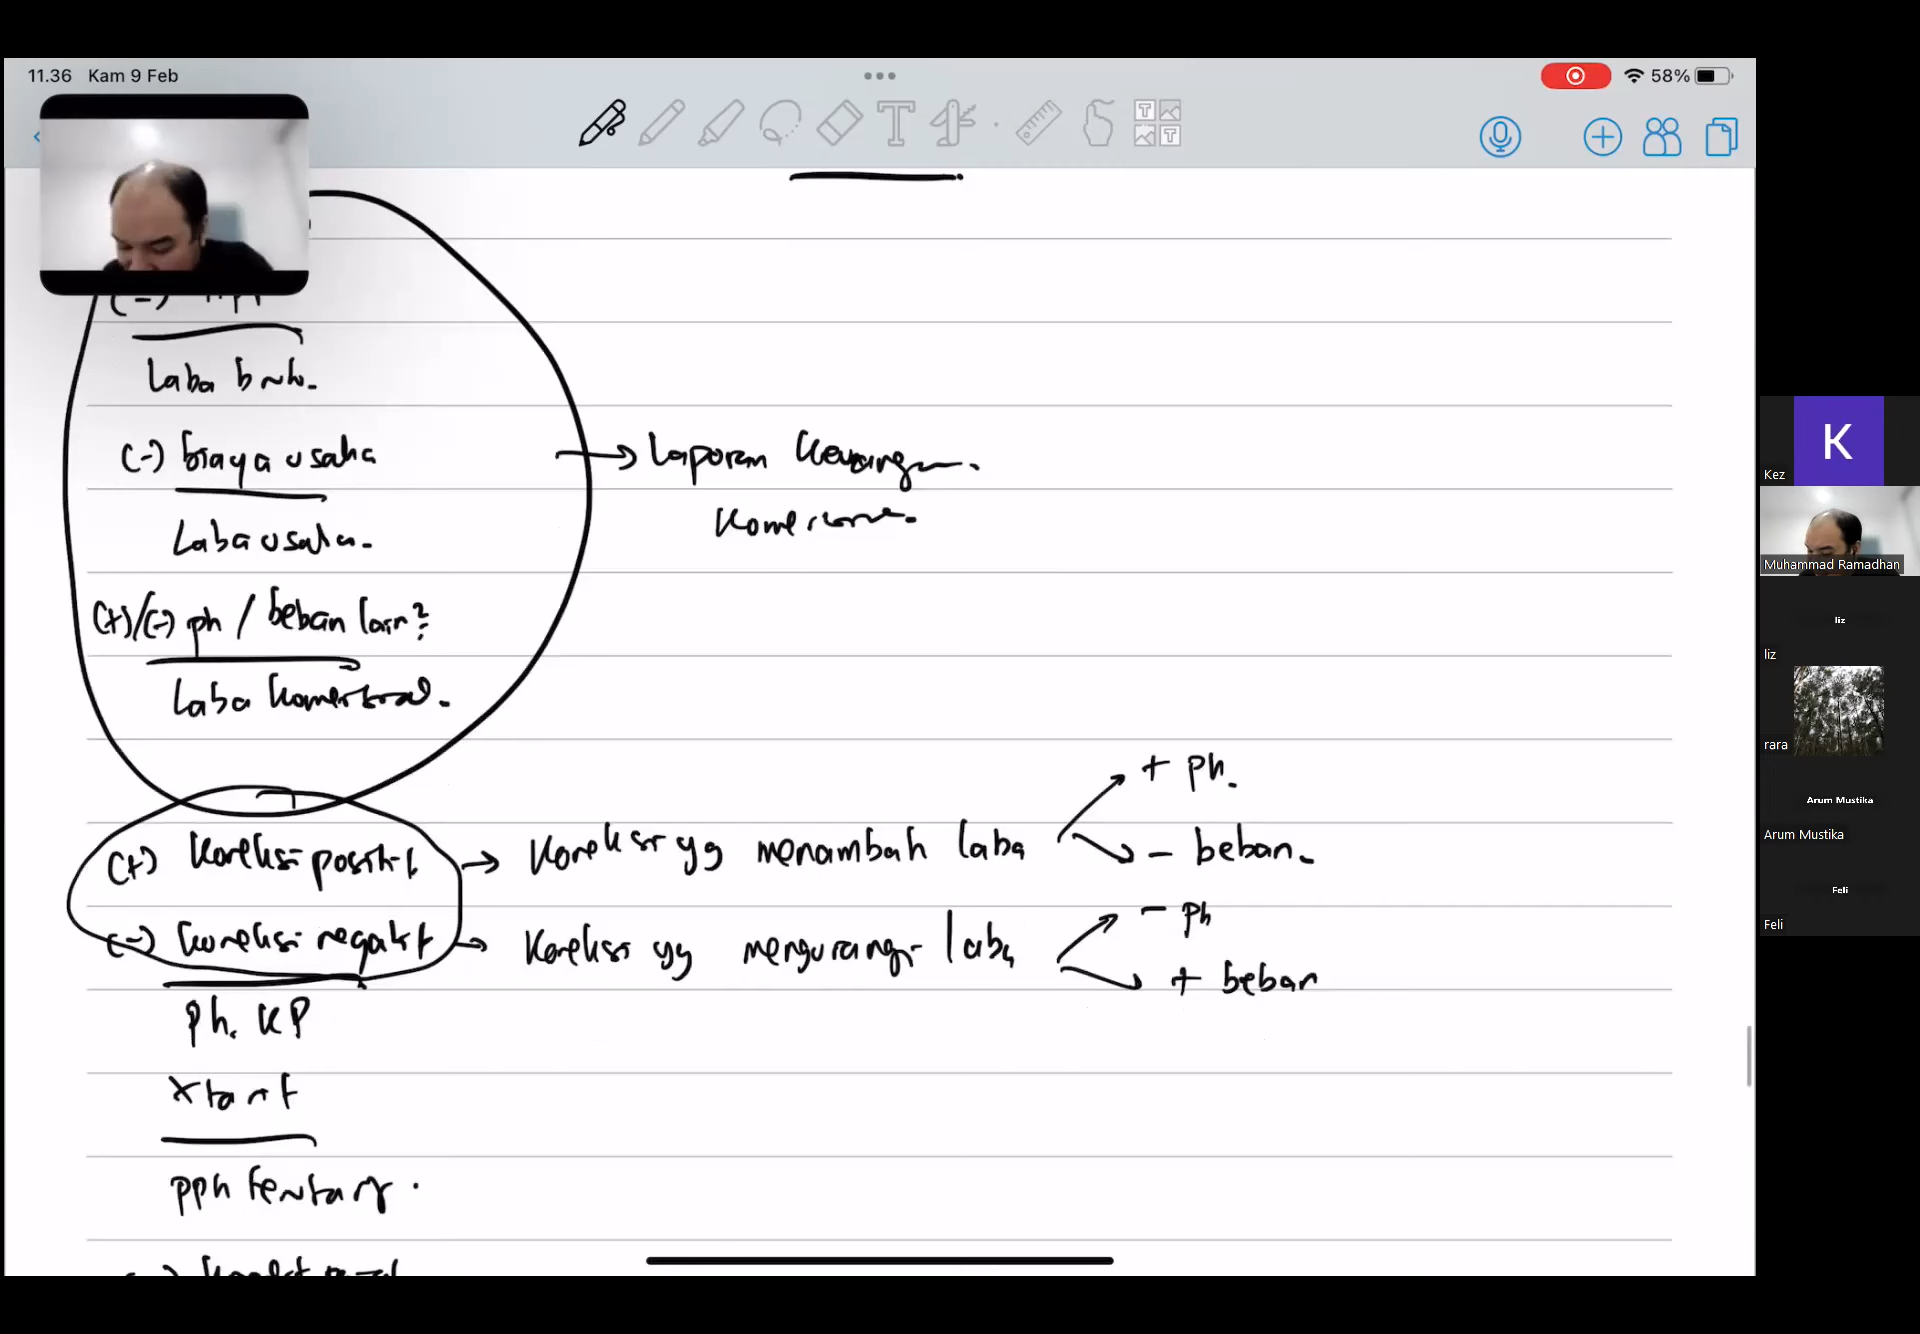 11.36 Kam 9 Feb
58%
(-) HPP
Laba bruto.
(-) biaya usaha
→ Laporan Keuangan.
Komersial.
Laba usaha.
(+)/(-) ph / beban lain²
Laba Komersial.
(+) Koreksi positif → Koreksi yg menambah laba
+ Ph.
- beban.
(-) Koreksi negatif → Koreksi yg mengurangi laba
- Ph
+ beban
Ph. KP
x tarif
pph terutang.
K
Kez
Muhammad Ramadhan
liz
liz
rara
Arum Mustika
Arum Mustika
Feli
Feli